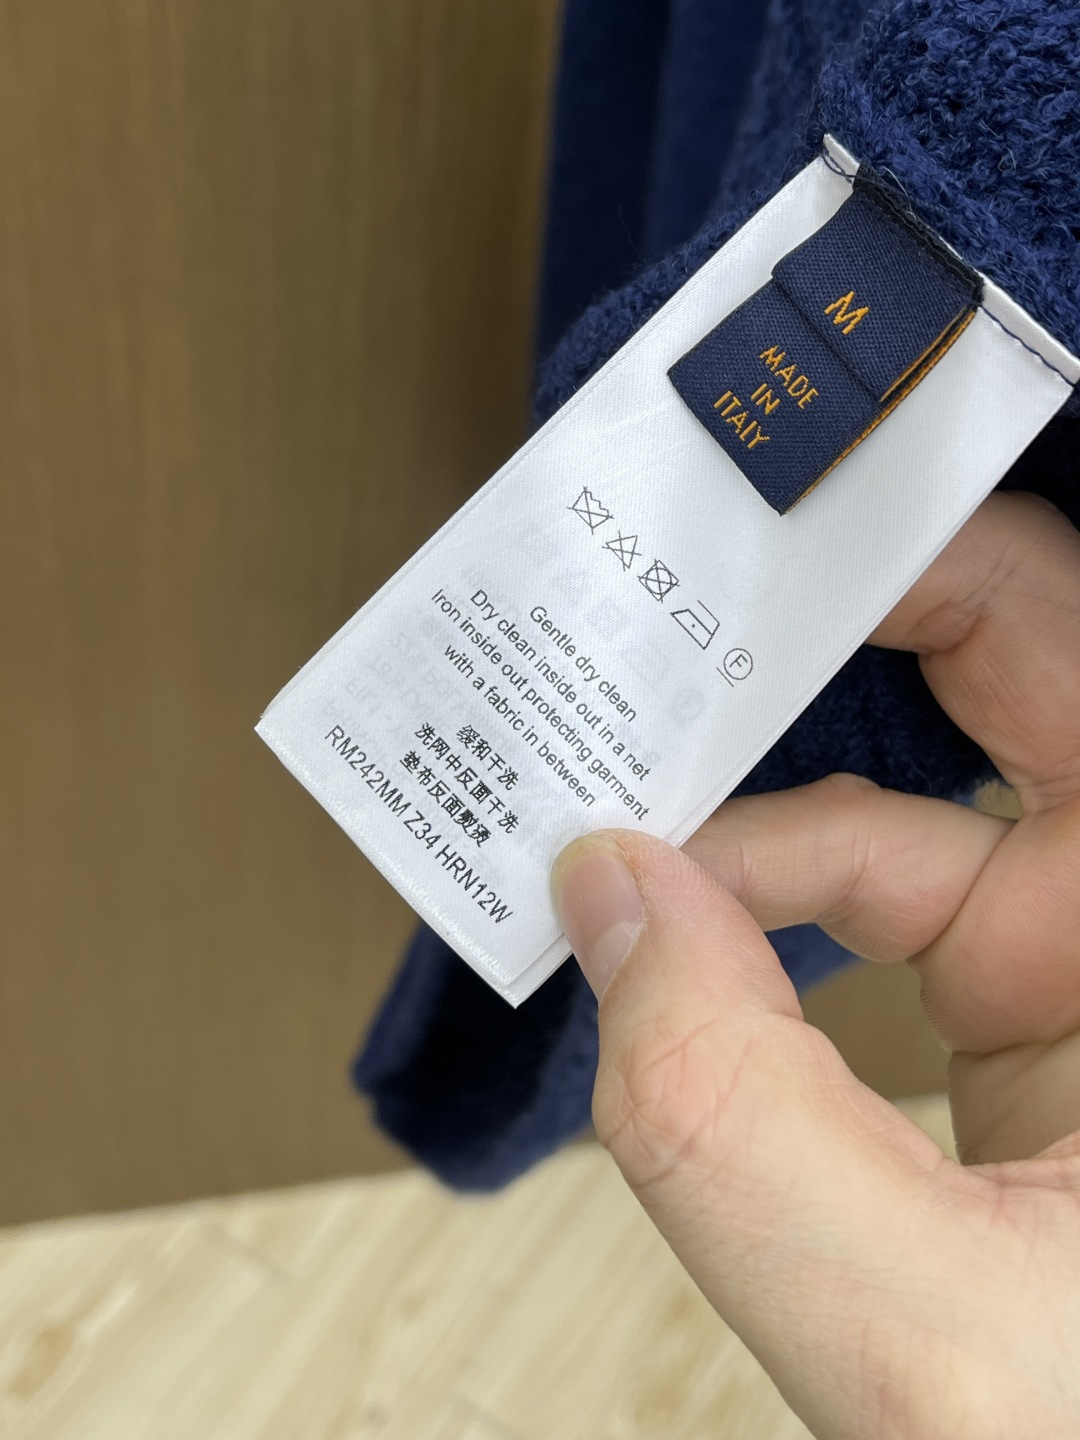 M
MADE
IN
ITALY
F
Gentle dry clean
Dry clean inside out in a net
Iron inside out protecting garment
with a fabric in between
缓和干洗
洗网中反面干洗
垫布反面熨烫
RM242MM Z34 HRN12W